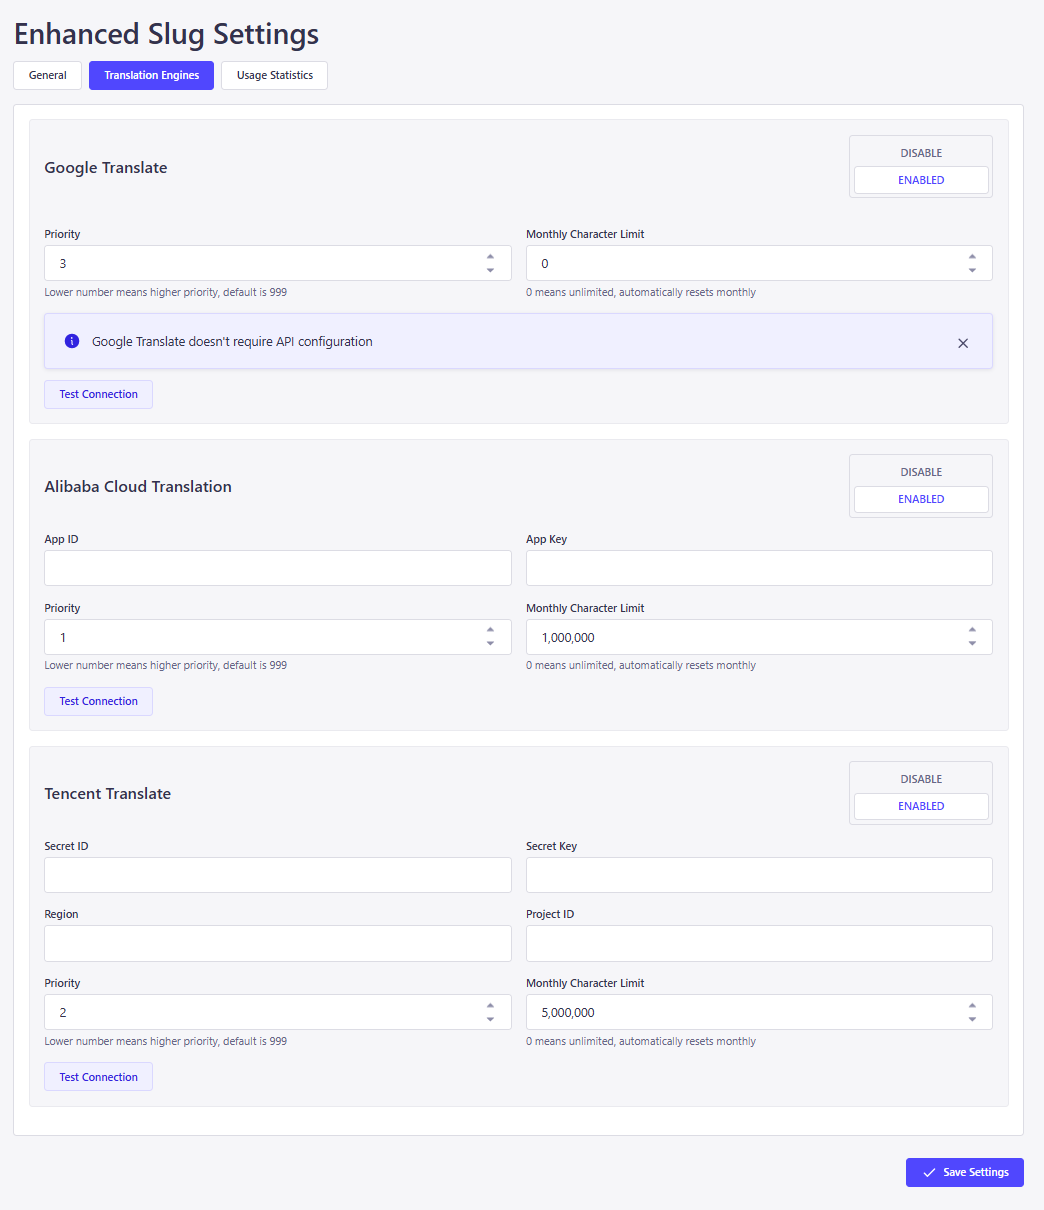 Enhanced Slug Settings
General
Translation Engines
Usage Statistics
Google Translate
DISABLE
ENABLED
Priority
Monthly Character Limit
3
0
Lower number means higher priority, default is 999
0 means unlimited, automatically resets monthly
Google Translate doesn't require API configuration
Test Connection
Alibaba Cloud Translation
DISABLE
ENABLED
App ID
App Key
Priority
Monthly Character Limit
1
1,000,000
Lower number means higher priority, default is 999
0 means unlimited, automatically resets monthly
Test Connection
Tencent Translate
DISABLE
ENABLED
Secret ID
Secret Key
Region
Project ID
Priority
Monthly Character Limit
2
5,000,000
Lower number means higher priority, default is 999
0 means unlimited, automatically resets monthly
Test Connection
Save Settings